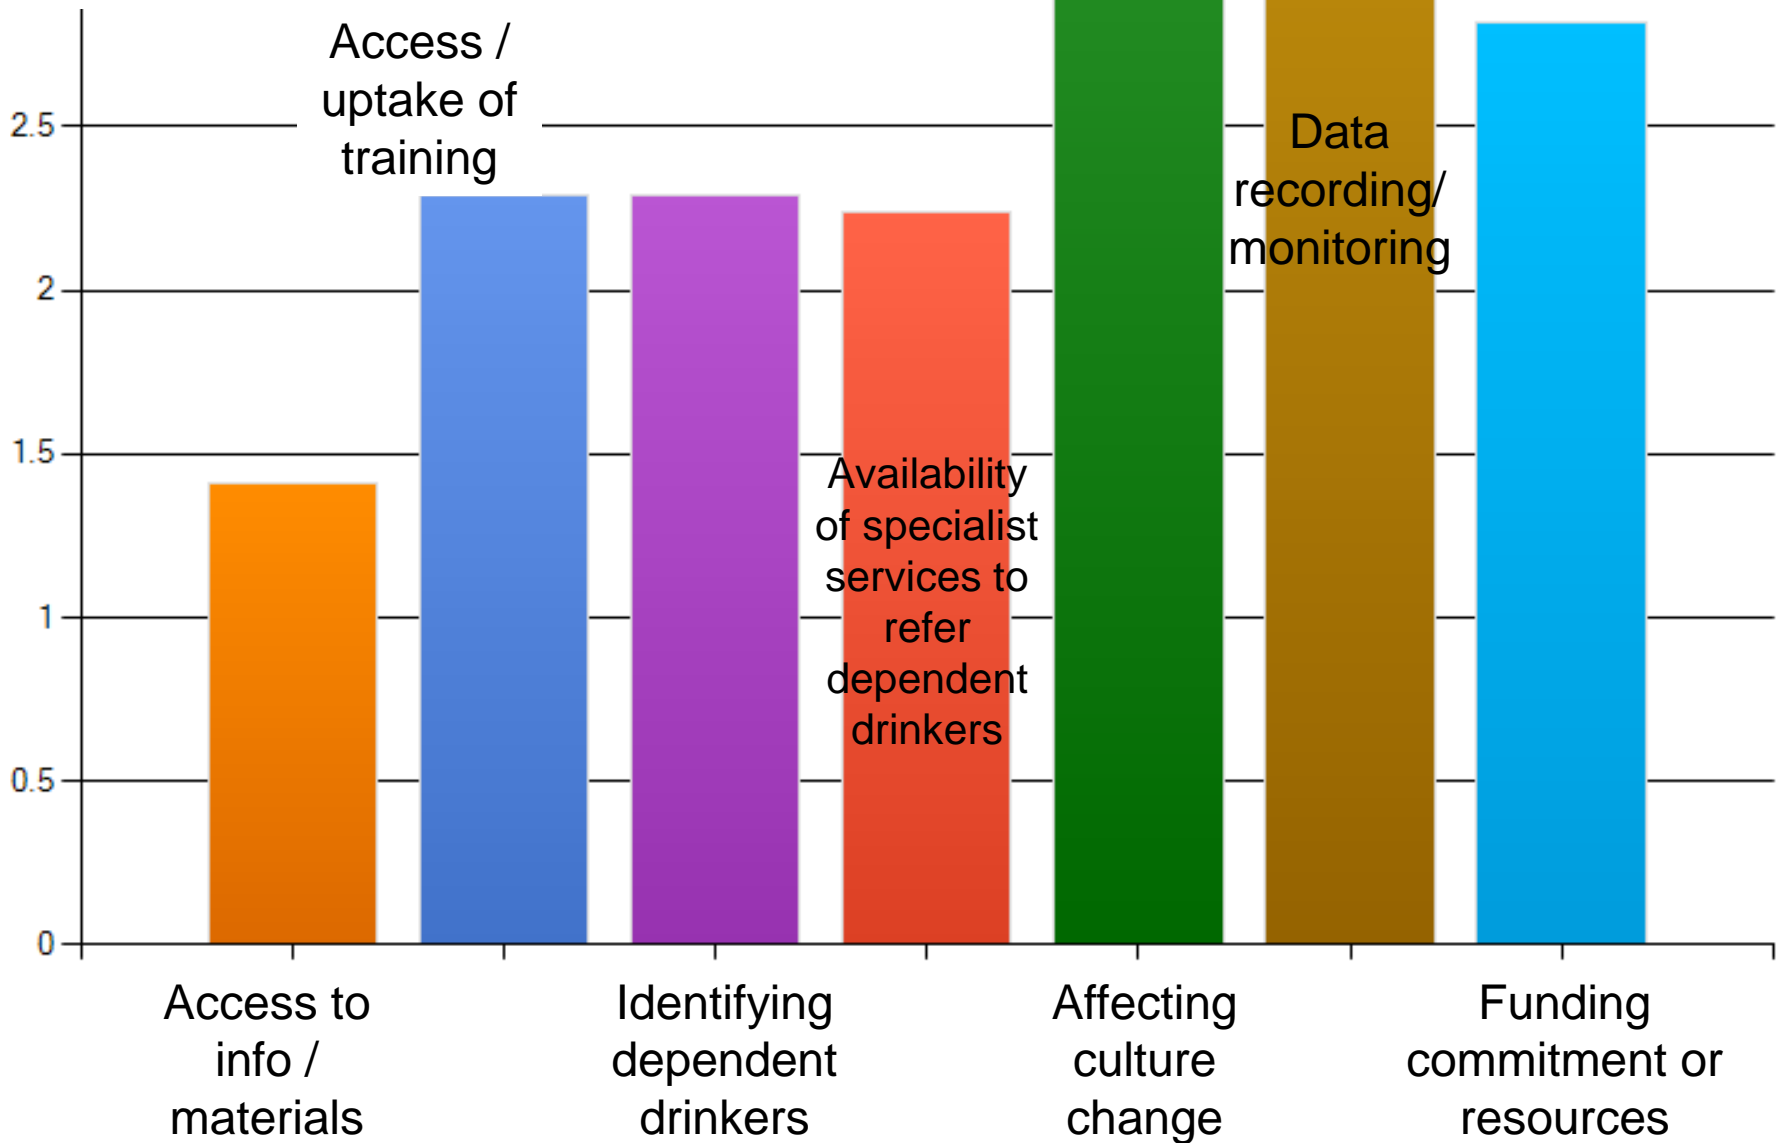 Access /
uptake of
training
2.5
Data
recording/
monitoring
2
1.5
Availability
of specialist
services to
refer
dependent
drinkers
1
0.5
0
Access to
info /
materials
Identifying
dependent
drinkers
Affecting
culture
change
Funding
commitment or
resources